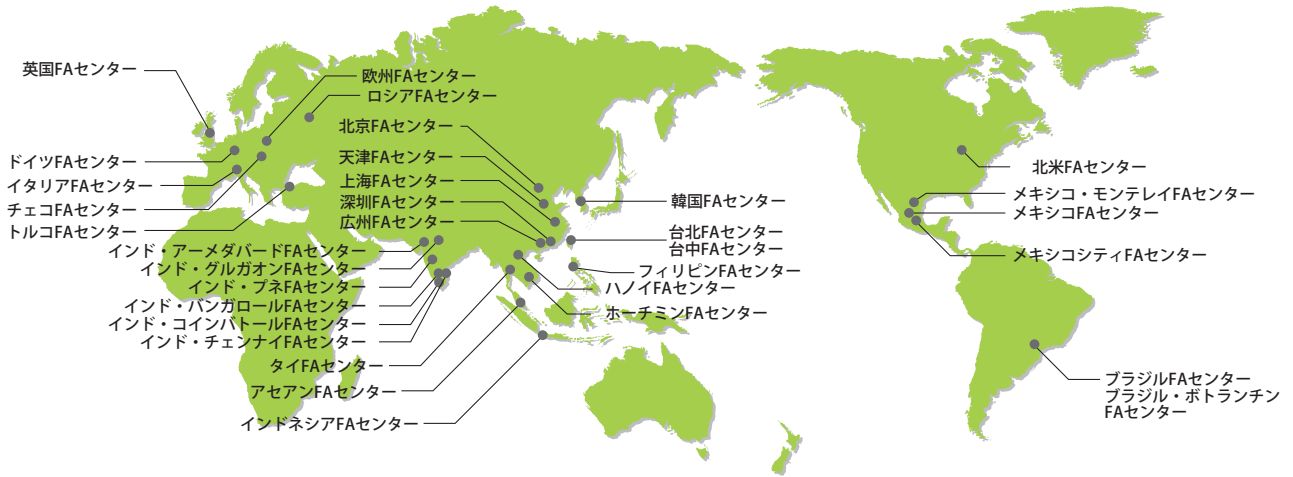 英国FAセンター
ドイツFAセンター
イタリアFAセンター
チェコFAセンター
トルコFAセンター
欧州FAセンター
ロシアFAセンター
北京FAセンター
天津FAセンター
上海FAセンター
深圳FAセンター
広州FAセンター
インド・アーメダバードFAセンター
インド・グルガオンFAセンター
インド・プネFAセンター
インド・バンガロールFAセンター
インド・コインバトールFAセンター
インド・チェンナイFAセンター
タイFAセンター
アセアンFAセンター
インドネシアFAセンター
韓国FAセンター
台北FAセンター
台中FAセンター
フィリピンFAセンター
ハノイFAセンター
ホーチミンFAセンター
北米FAセンター
メキシコ・モンテレイFAセンター
メキシコFAセンター
メキシコシティFAセンター
ブラジルFAセンター
ブラジル・ボトランチン
FAセンター